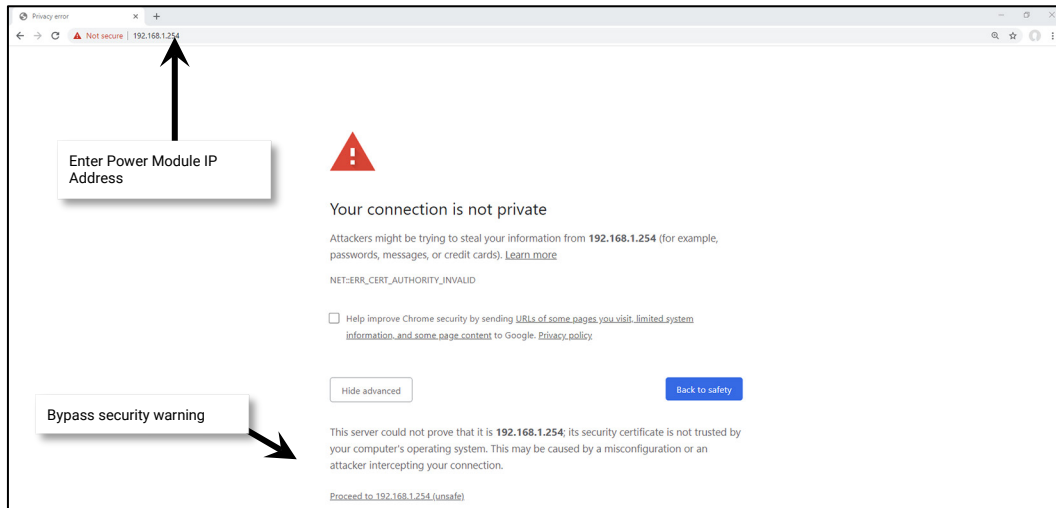 Privacy error
Not secure | 192.168.1.254
Enter Power Module IP
Address
Your connection is not private
Attackers might be trying to steal your information from 192.168.1.254 (for example,
passwords, messages, or credit cards). Learn more
NET::ERR_CERT_AUTHORITY_INVALID
Help improve Chrome security by sending URLs of some pages you visit, limited system
information, and some page content to Google. Privacy policy
Hide advanced
Back to safety
Bypass security warning
This server could not prove that it is 192.168.1.254; its security certificate is not trusted by
your computer's operating system. This may be caused by a misconfiguration or an
attacker intercepting your connection.
Proceed to 192.168.1.254 (unsafe)